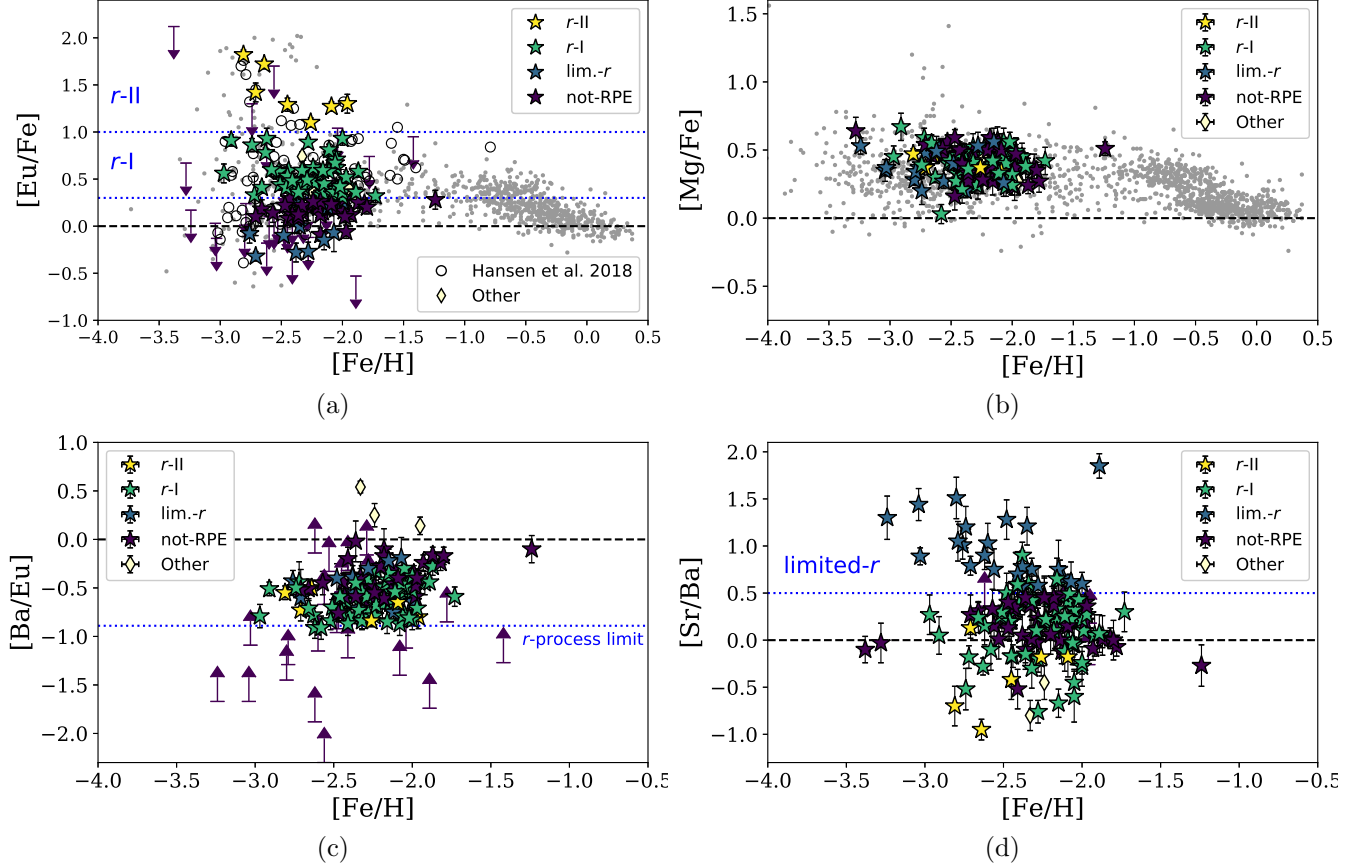 2.0
1.5
1.0
0.5
0.0
−0.5
−1.0
[Eu/Fe]
r-II
r-I
r-II
r-I
lim.-r
not-RPE
Hansen et al. 2018
Other
−4.0 −3.5 −3.0 −2.5 −2.0 −1.5 −1.0 −0.5 0.0 0.5
[Fe/H]
(a)
1.5
1.0
0.5
0.0
−0.5
[Mg/Fe]
r-II
r-I
lim.-r
not-RPE
Other
−4.0 −3.5 −3.0 −2.5 −2.0 −1.5 −1.0 −0.5 0.0 0.5
[Fe/H]
(b)
1.0
0.5
0.0
−0.5
−1.0
−1.5
−2.0
[Ba/Eu]
r-II
r-I
lim.-r
not-RPE
Other
r-process limit
−4.0 −3.5 −3.0 −2.5 −2.0 −1.5 −1.0 −0.5
[Fe/H]
(c)
2.0
1.5
1.0
0.5
0.0
−0.5
−1.0
[Sr/Ba]
limited-r
r-II
r-I
lim.-r
not-RPE
Other
−4.0 −3.5 −3.0 −2.5 −2.0 −1.5 −1.0 −0.5
[Fe/H]
(d)